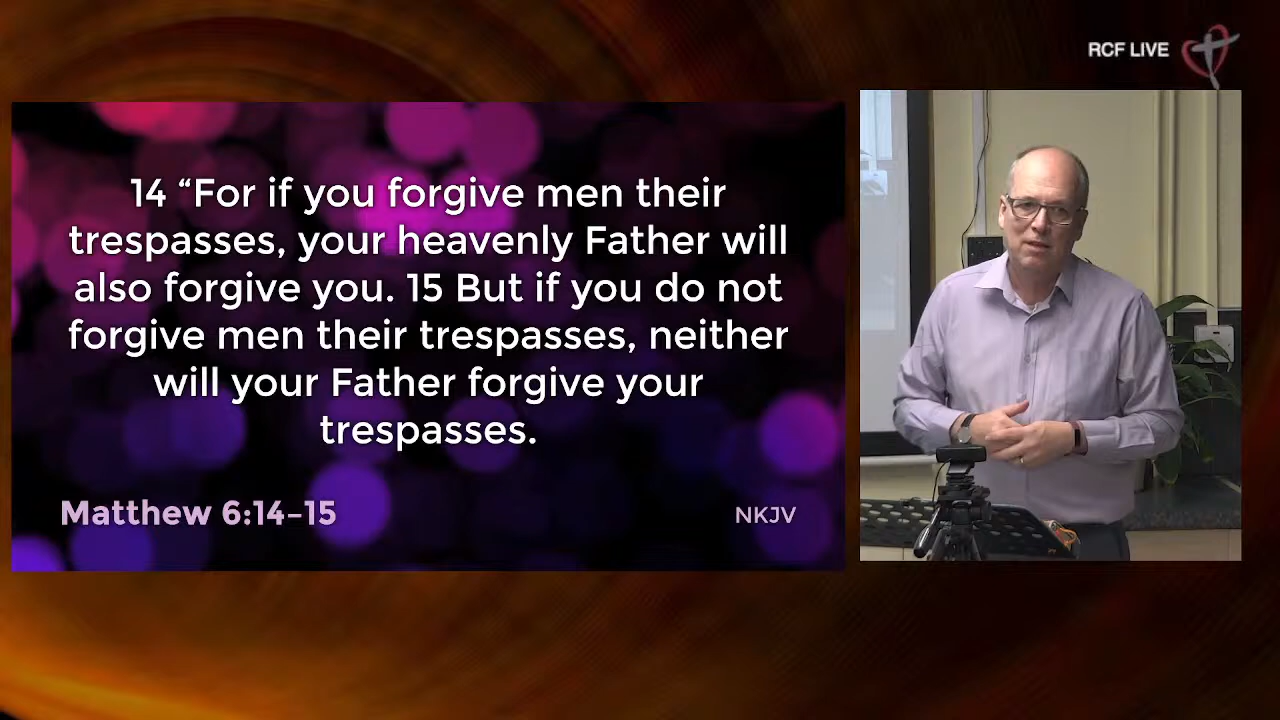 RCF LIVE
14 “For if you forgive men their
trespasses, your heavenly Father will
also forgive you. 15 But if you do not
forgive men their trespasses, neither
will your Father forgive your
trespasses.
Matthew 6:14–15
NKJV